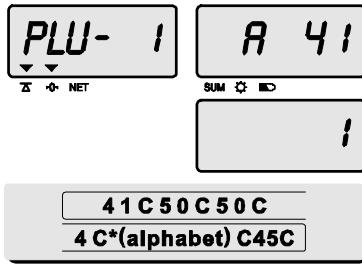 PLU- 1
A 41
NET
SUM
1
41C50C50C
4 C*(alphabet) C45C